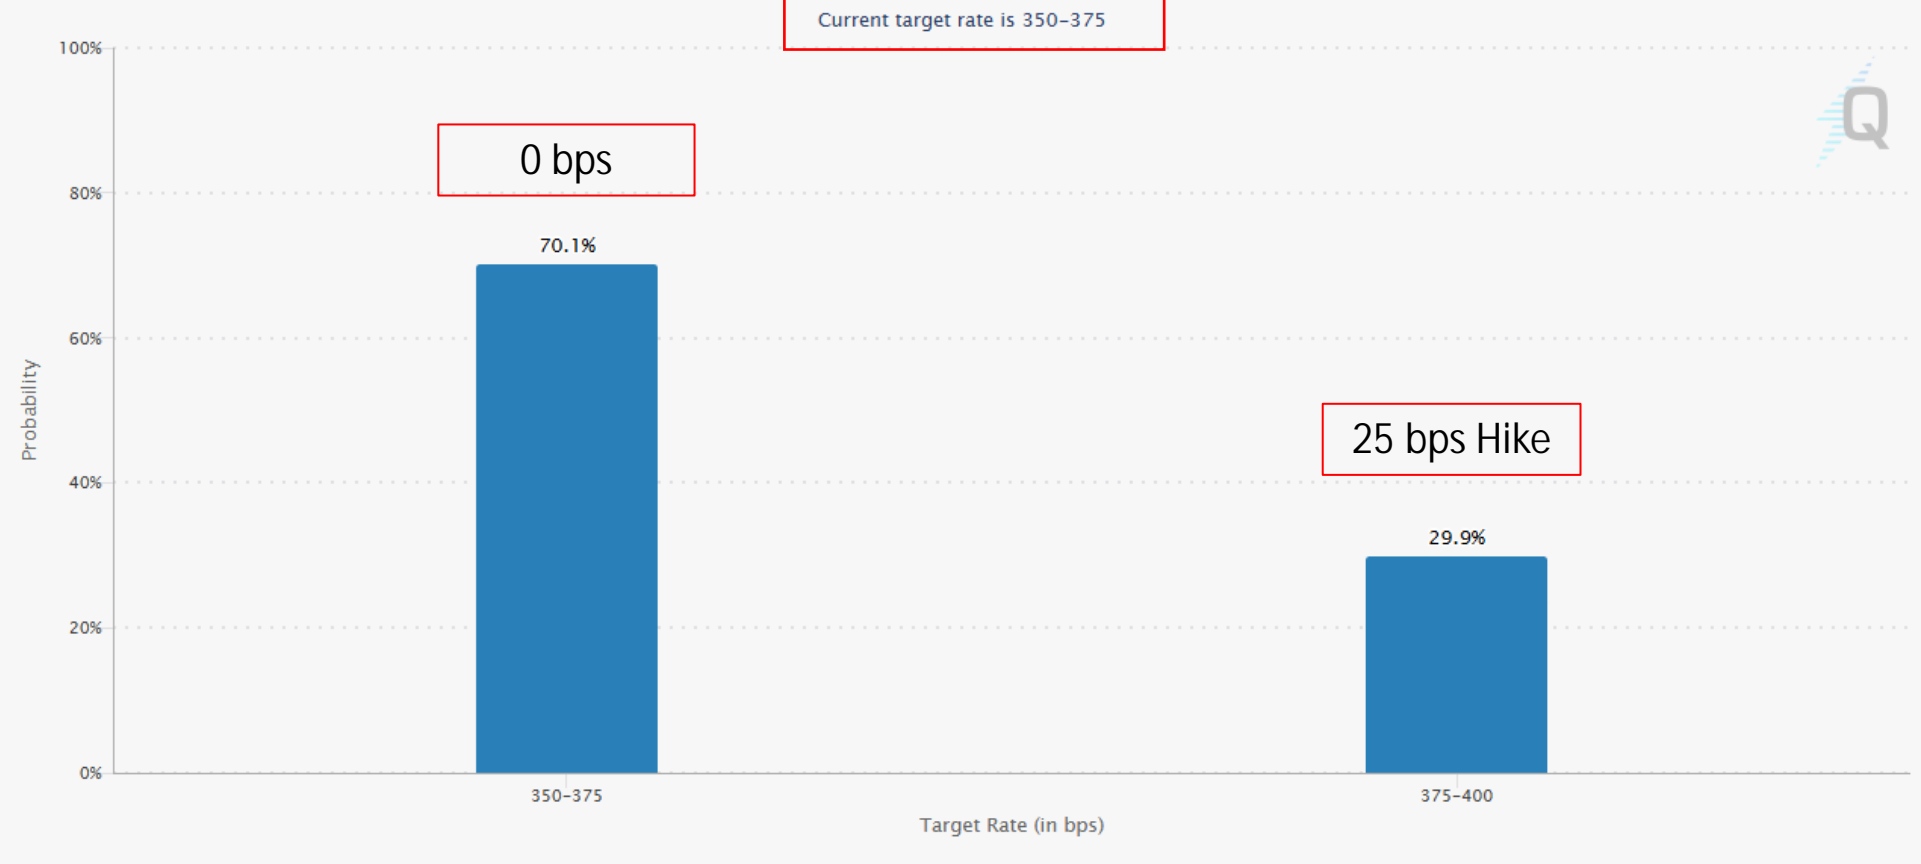 Current target rate is 350-375
100%
Q
0 bps
80%
70.1%
60%
Probability
25 bps Hike
40%
29.9%
20%
0%
350-375
375-400
Target Rate (in bps)